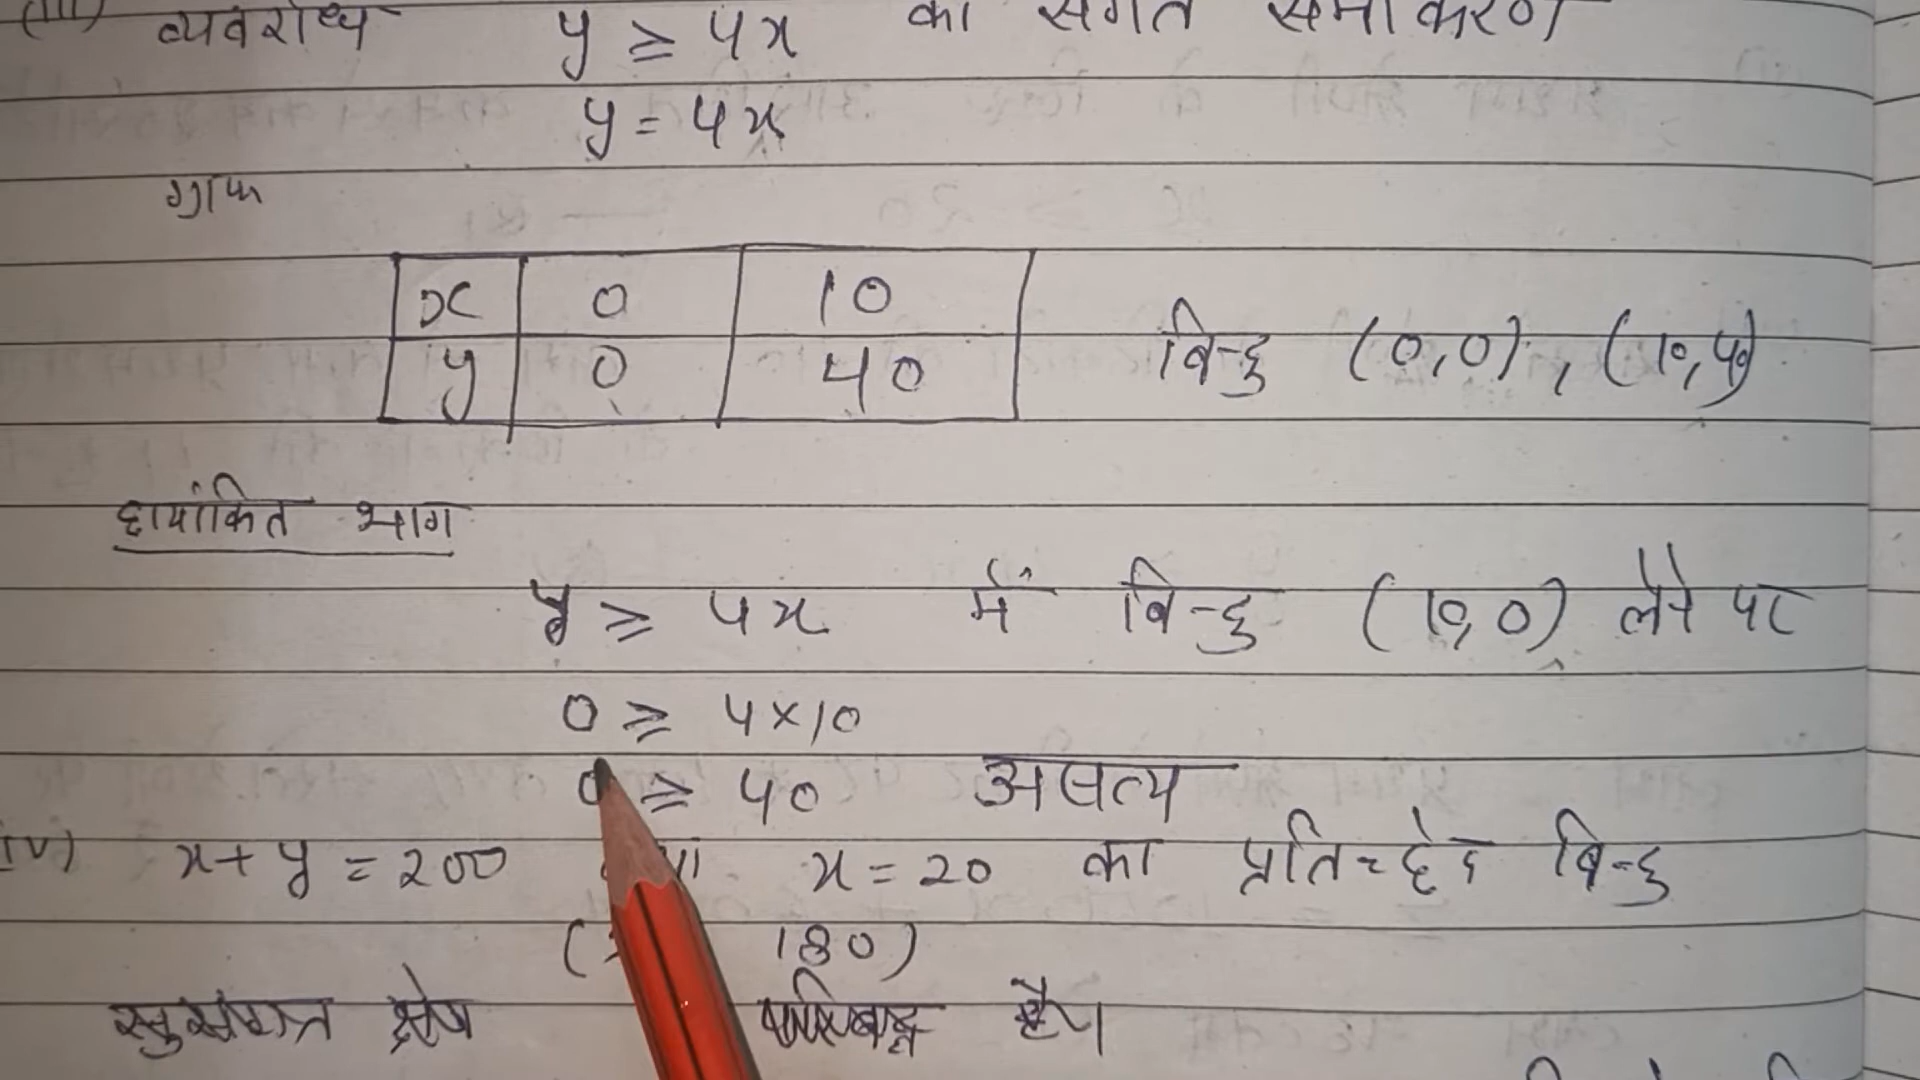 (iii) व्यवरोध y ≥ 4x का संगत समीकरण
y = 4x
ग्राफ
x 0 10
y 0 40 बिन्दु (0,0), (10,40)
छायांकित भाग
y ≥ 4x में बिन्दु (10,0) लेने पर
0 ≥ 4×10
0 ≥ 40 असत्य
(iv) x+y=200 x=20 का प्रतिच्छेद बिन्दु
( 180)
सुसंगत क्षेत्र परिबद्ध है।